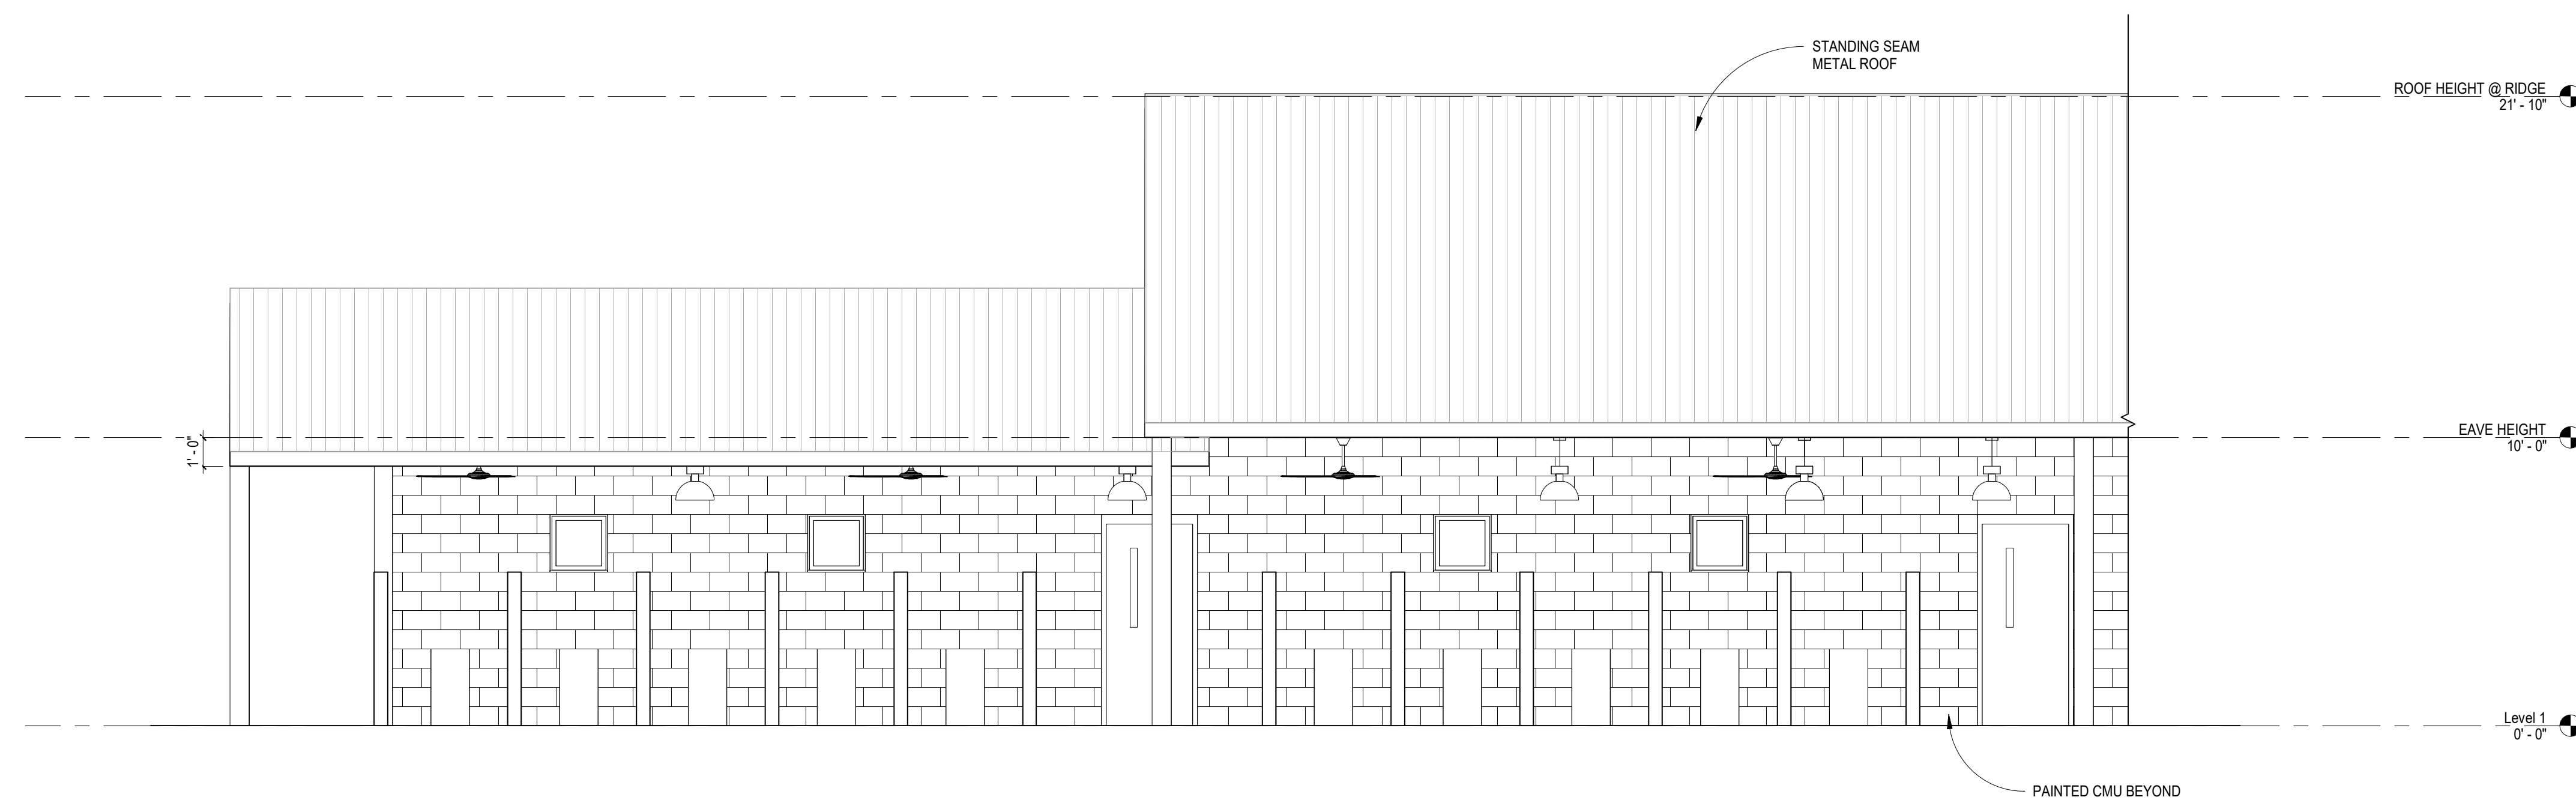 STANDING SEAM
METAL ROOF
ROOF HEIGHT @ RIDGE
21' - 10"
1' - 0"
EAVE HEIGHT
10' - 0"
Level 1
0' - 0"
PAINTED CMU BEYOND